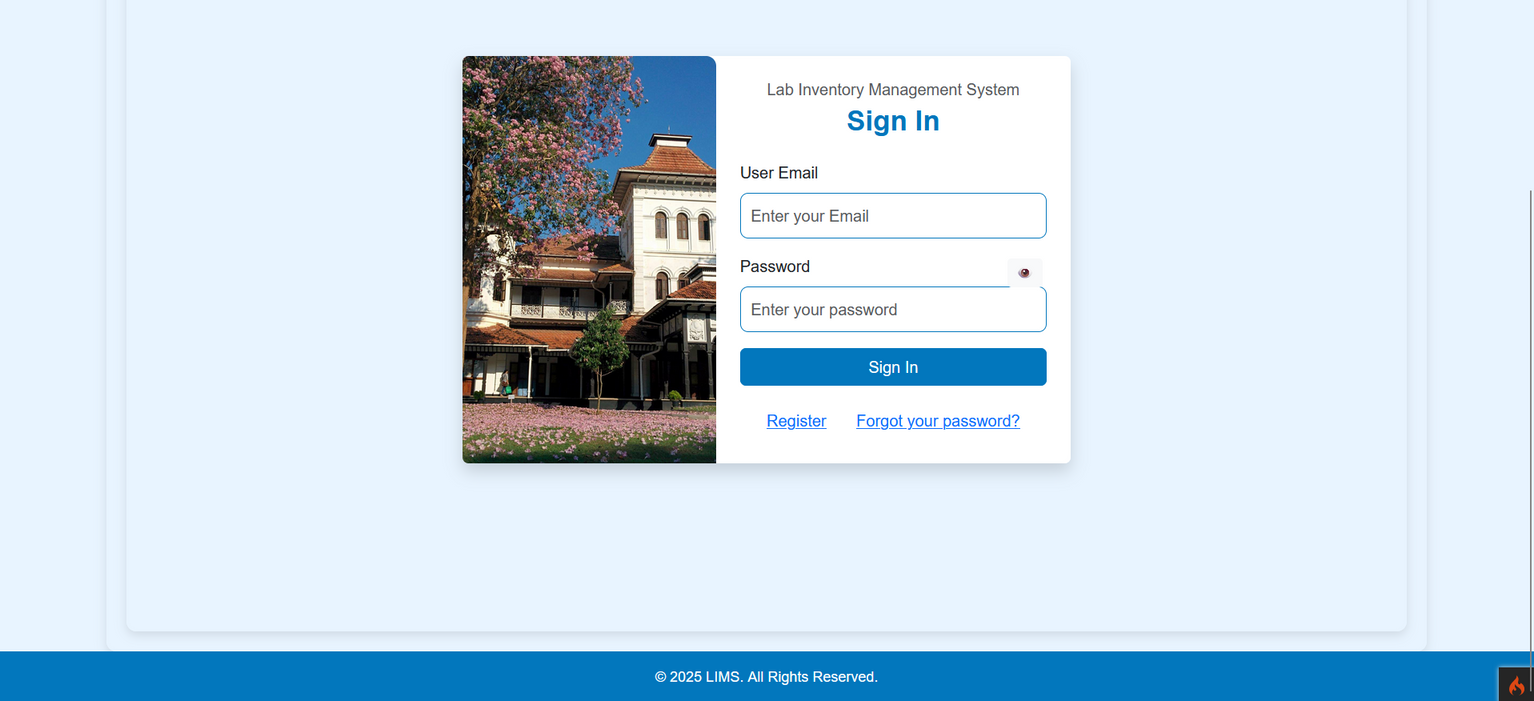 Lab Inventory Management System
Sign In
User Email
Enter your Email
Password
Enter your password
Sign In
Register Forgot your password?
© 2025 LIMS. All Rights Reserved.